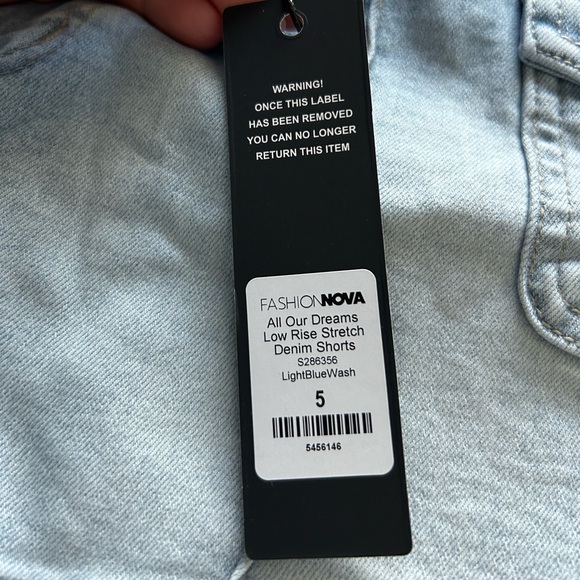 WARNING!
ONCE THIS LABEL
HAS BEEN REMOVED
YOU CAN NO LONGER
RETURN THIS ITEM
FASHIONNOVA
All Our Dreams
Low Rise Stretch
Denim Shorts
S286356
LightBlueWash
5
5456146